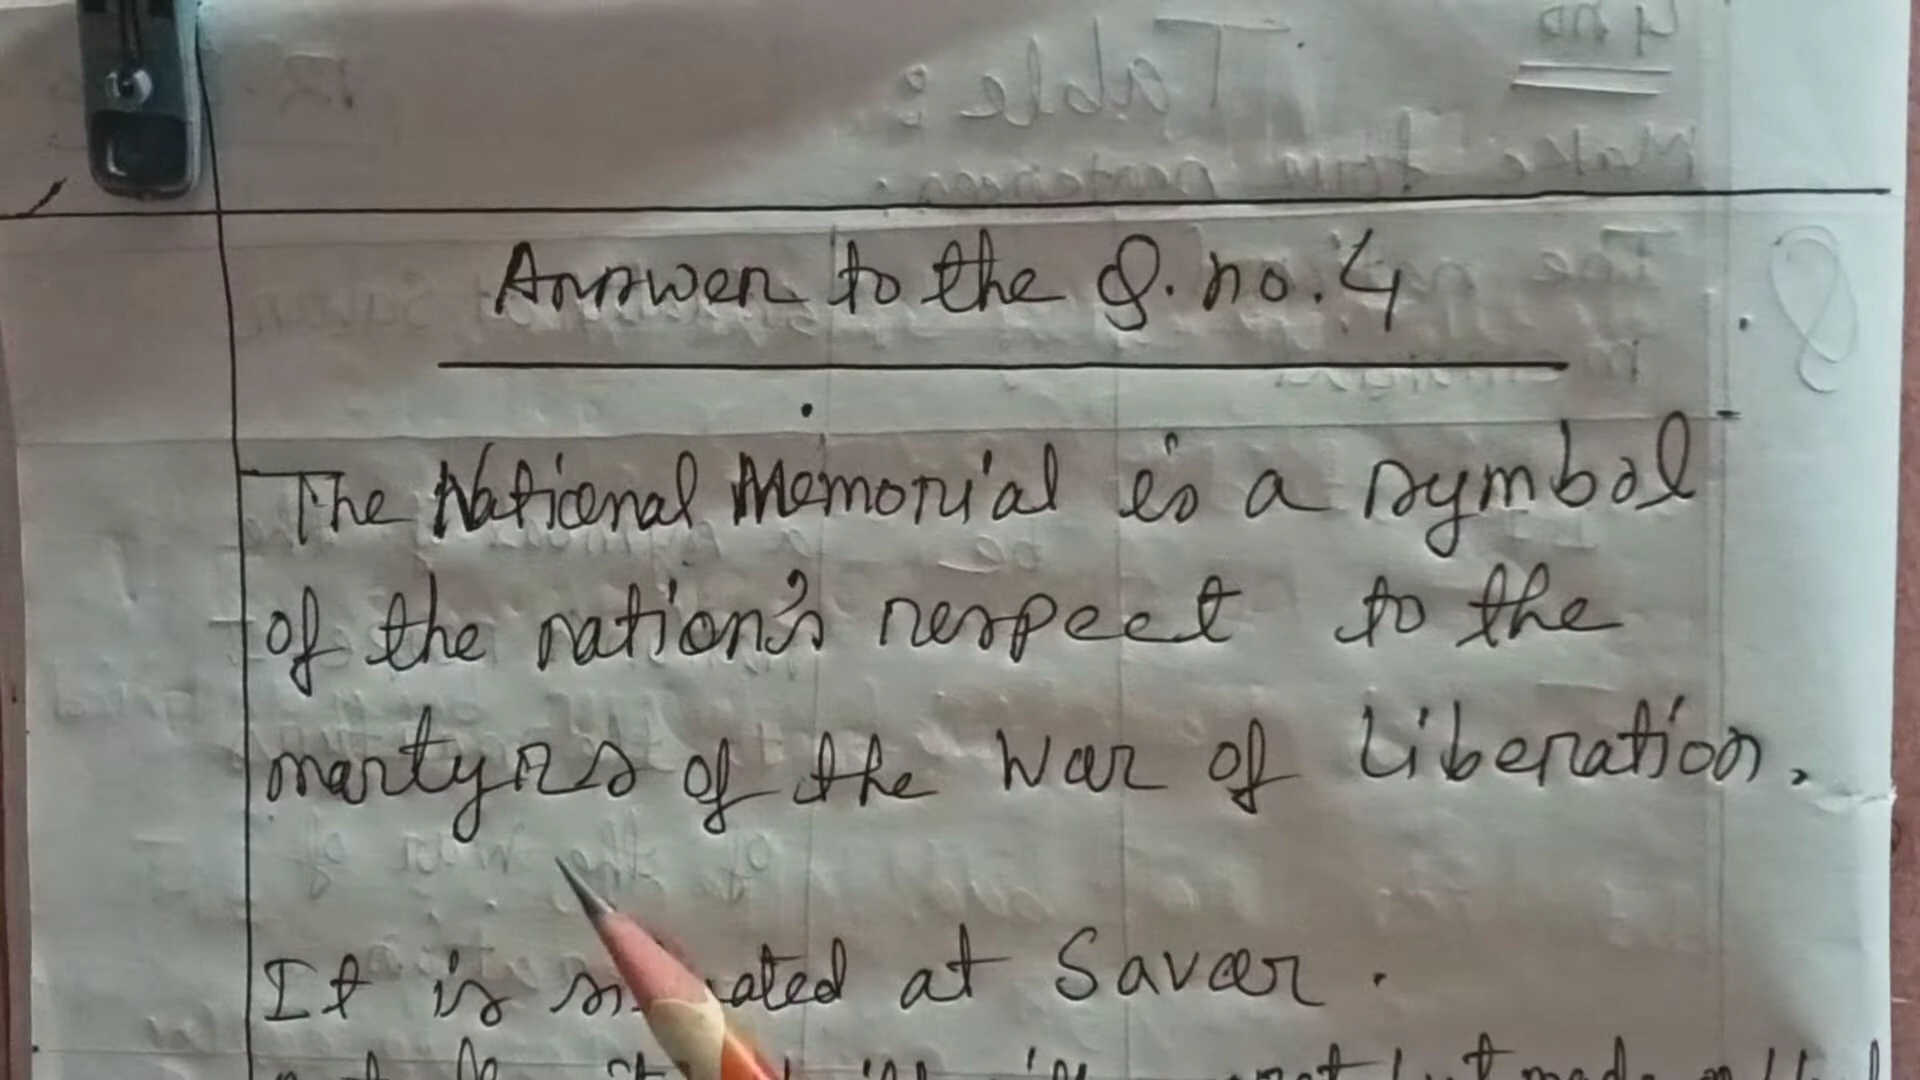 Answer to the Q. no. 4
The National Memorial is a symbol
of the nation's respect to the
martyrs of the War of Liberation.
It is situated at Savar.